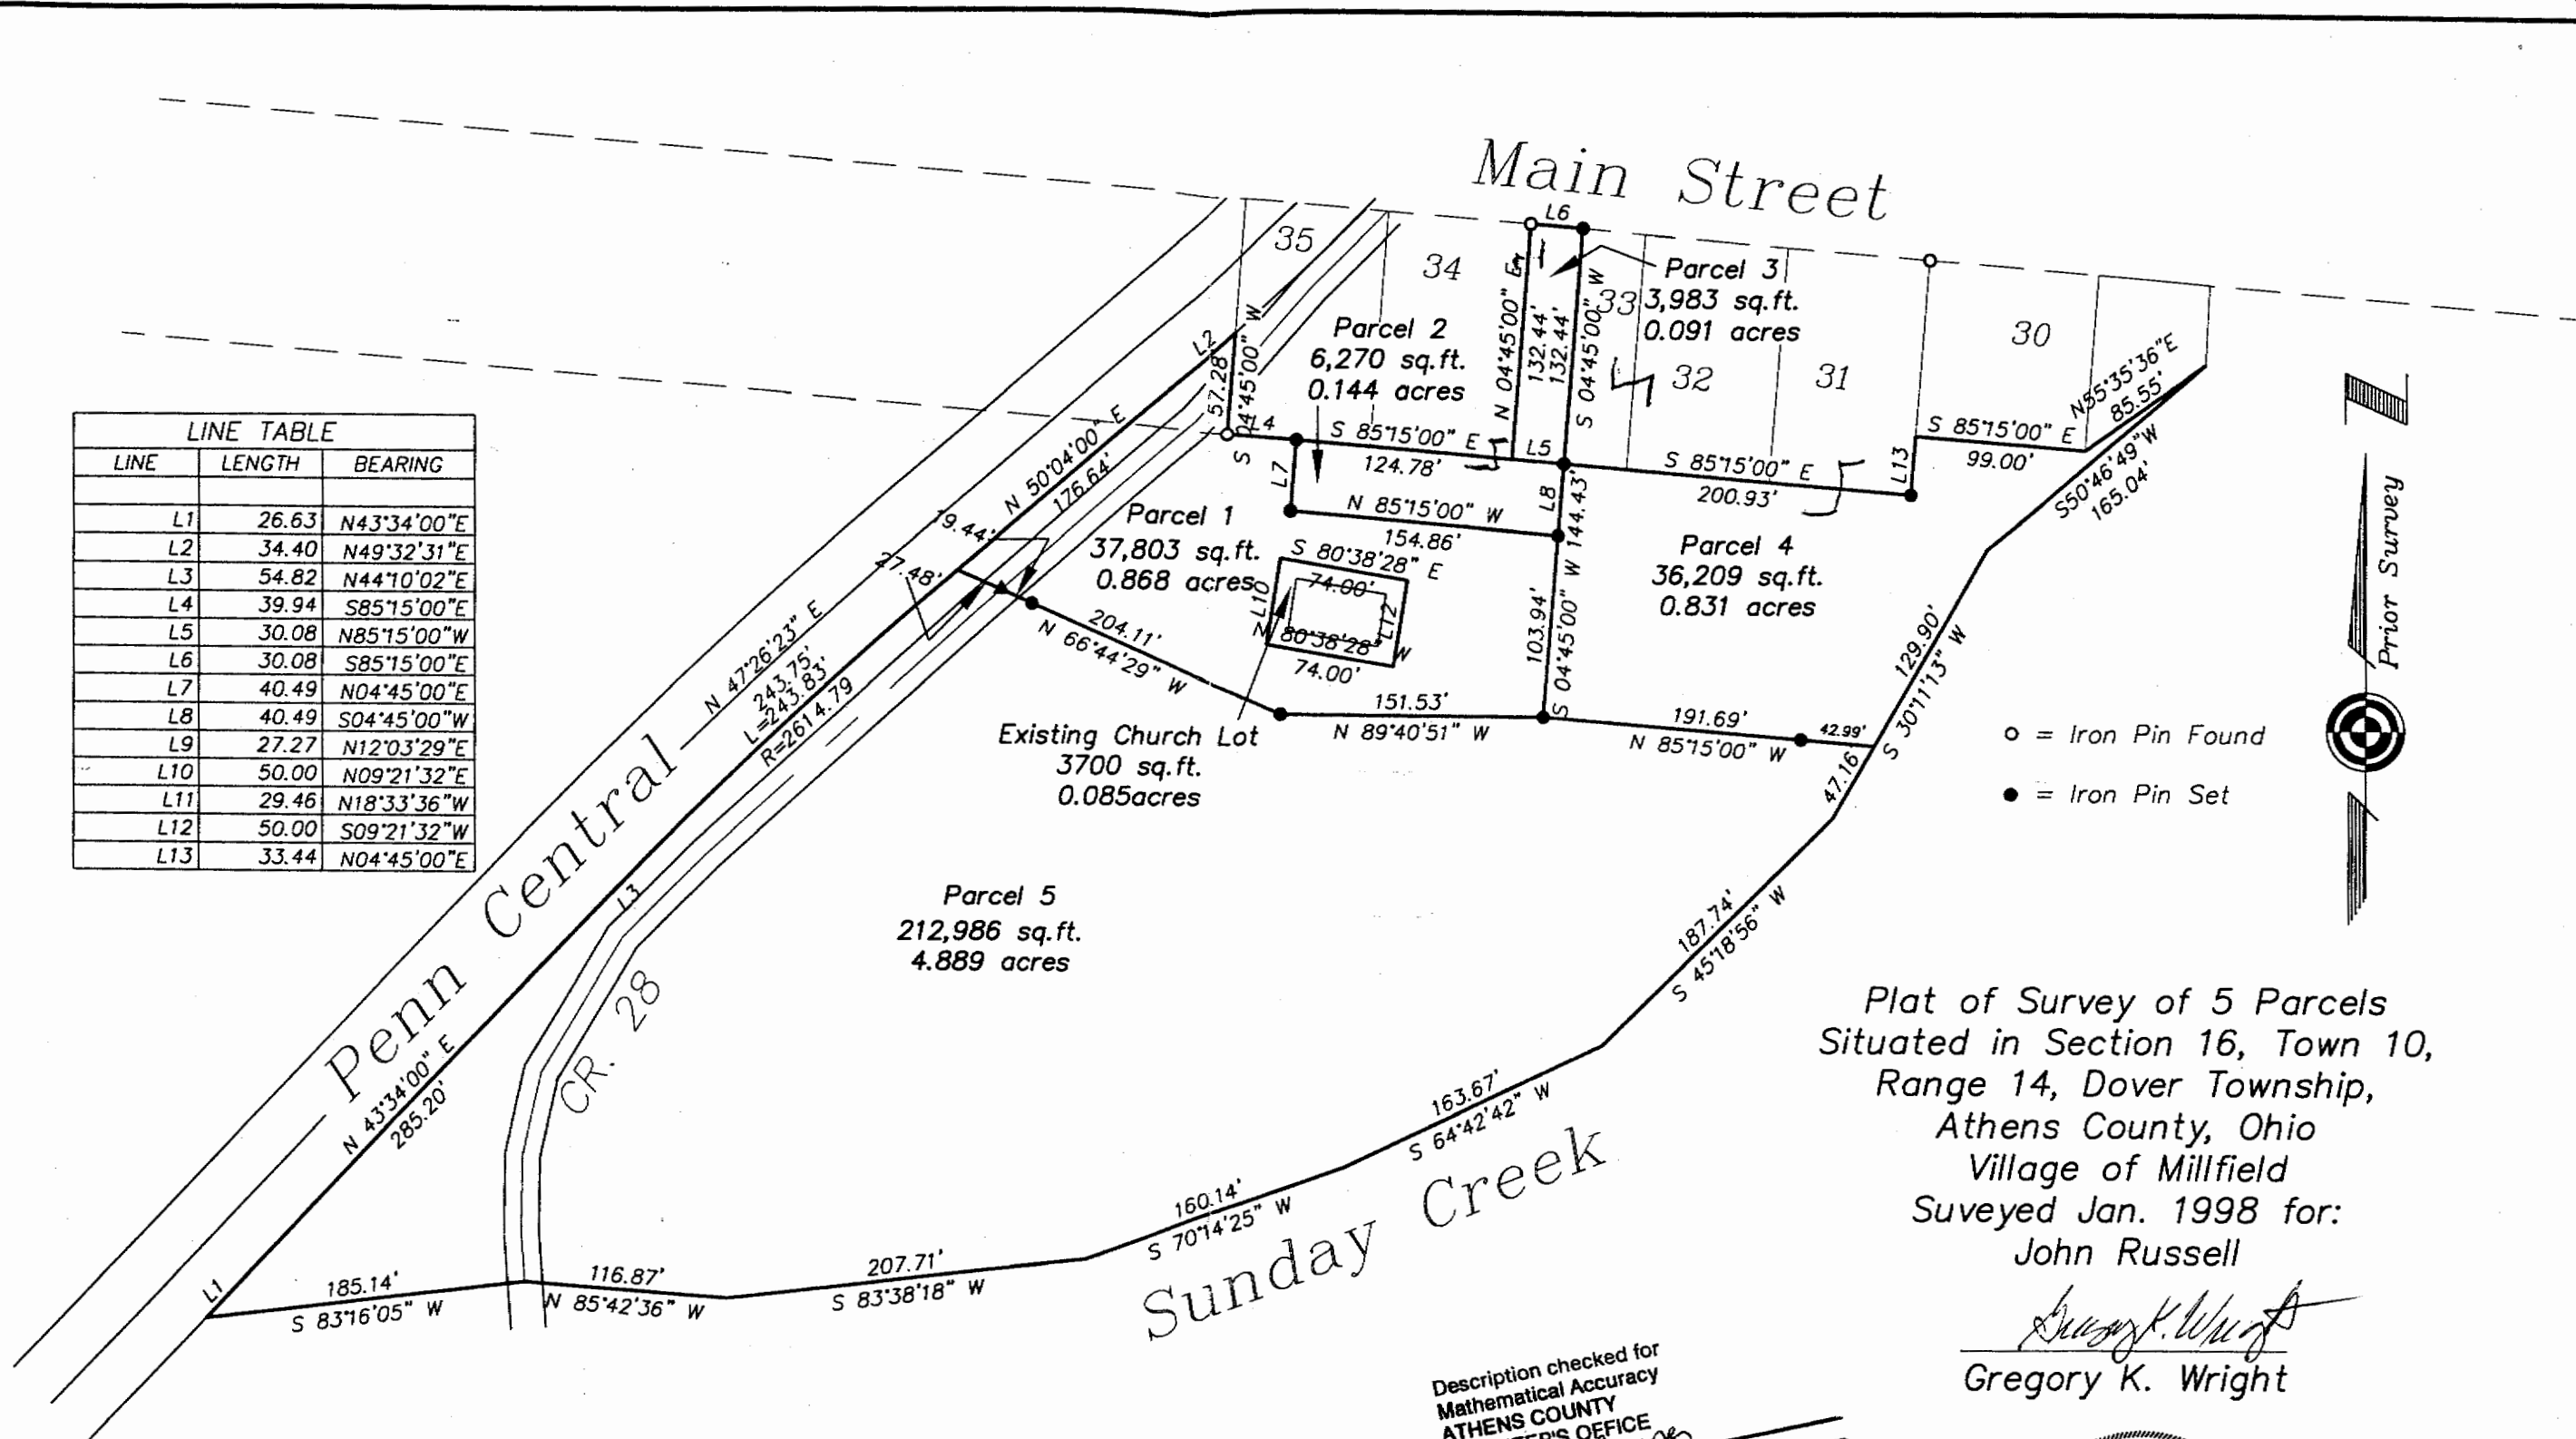 Main Street
L6
35
34
Parcel 3
33
3,983 sq.ft.
0.091 acres
30
32
31
Parcel 2
6,270 sq.ft.
0.144 acres
N 04°45'00" E
132.44'
132.44'
S 04°45'00" W
N55°35'36"E
85.55'
S50°46'49"W
165.04'
L2
57.28'
S 04°45'00" W
L4
S 85°15'00" E
124.78'
L5
S 85°15'00" E
200.93'
L13
S 85°15'00" E
99.00'
LINE TABLE
LINE LENGTH BEARING
L1 26.63 N43°34'00"E
L2 34.40 N49°32'31"E
L3 54.82 N44°10'02"E
L4 39.94 S85°15'00"E
L5 30.08 N85°15'00"W
L6 30.08 S85°15'00"E
L7 40.49 N04°45'00"E
L8 40.49 S04°45'00"W
L9 27.27 N12°03'29"E
L10 50.00 N09°21'32"E
L11 29.46 N18°33'36"W
L12 50.00 S09°21'32"W
L13 33.44 N04°45'00"E
N 50°04'00" E
176.64'
L7
L8
N 85°15'00" W
154.86'
S 04°45'00" W 144.43'
103.94'
19.44'
27.48'
Parcel 1
37,803 sq.ft.
0.868 acres
S 80°38'28" E
74.00'
L10
L12
N 80°38'28" W
74.00'
Parcel 4
36,209 sq.ft.
0.831 acres
Prior Survey
204.11'
N 66°44'29" W
N 47°26'23" E
243.75'
L=243.83'
R=2614.79
151.53'
N 89°40'51" W
191.69'
N 85°15'00" W
42.99'
129.90'
S 30°11'13" W
47.16
Existing Church Lot
3700 sq.ft.
0.085acres
= Iron Pin Found
= Iron Pin Set
Penn Central
L3
CR. 28
Parcel 5
212,986 sq.ft.
4.889 acres
187.74'
S 45°18'56" W
N 43°34'00" E
285.20'
163.67'
S 64°42'42" W
160.14'
S 70°14'25" W
Sunday Creek
L1
185.14'
S 83°16'05" W
116.87'
N 85°42'36" W
207.71'
S 83°38'18" W
Plat of Survey of 5 Parcels
Situated in Section 16, Town 10,
Range 14, Dover Township,
Athens County, Ohio
Village of Millfield
Suveyed Jan. 1998 for:
John Russell
Gregory K. Wright
Gregory K. Wright
Description checked for
Mathematical Accuracy
ATHENS COUNTY
OFFICE